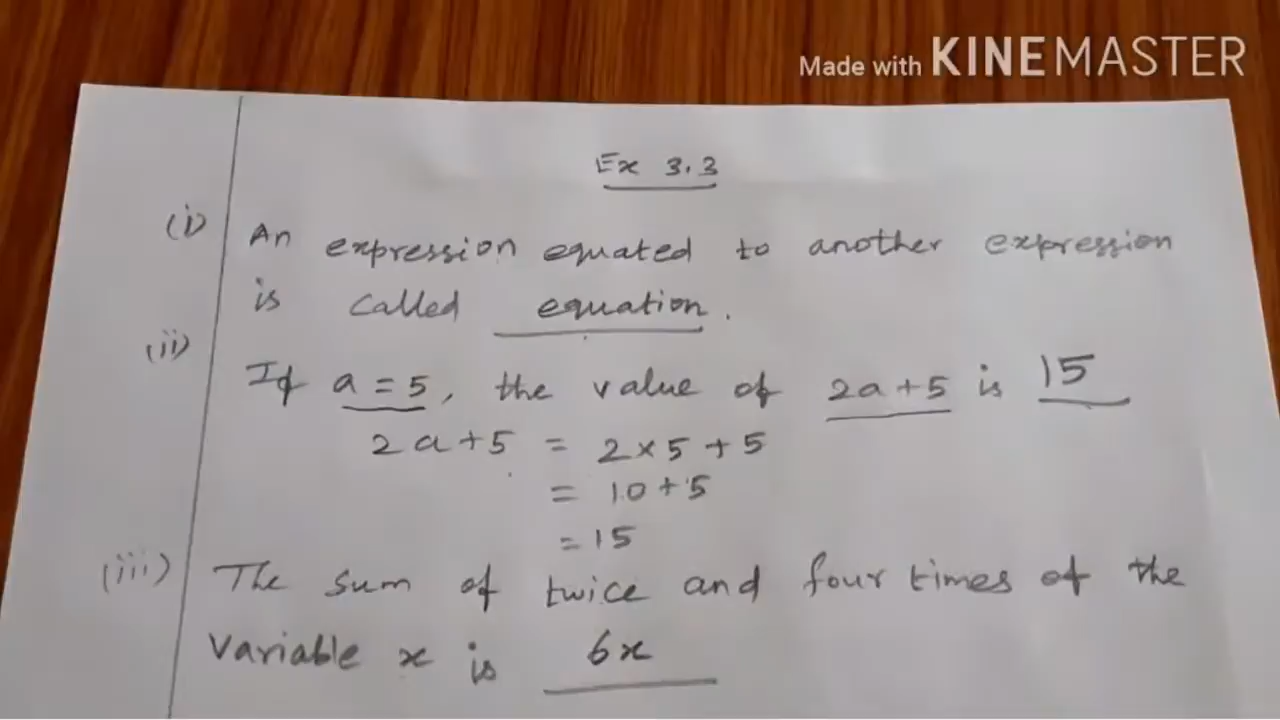 Made with KINEMASTER
Ex 3.3
(i) An expression equated to another expression
is called equation.
(ii) If a = 5, the value of 2a+5 is 15
2a+5 = 2×5+5
= 10+5
= 15
(iii) The sum of twice and four times of the
variable x is 6x